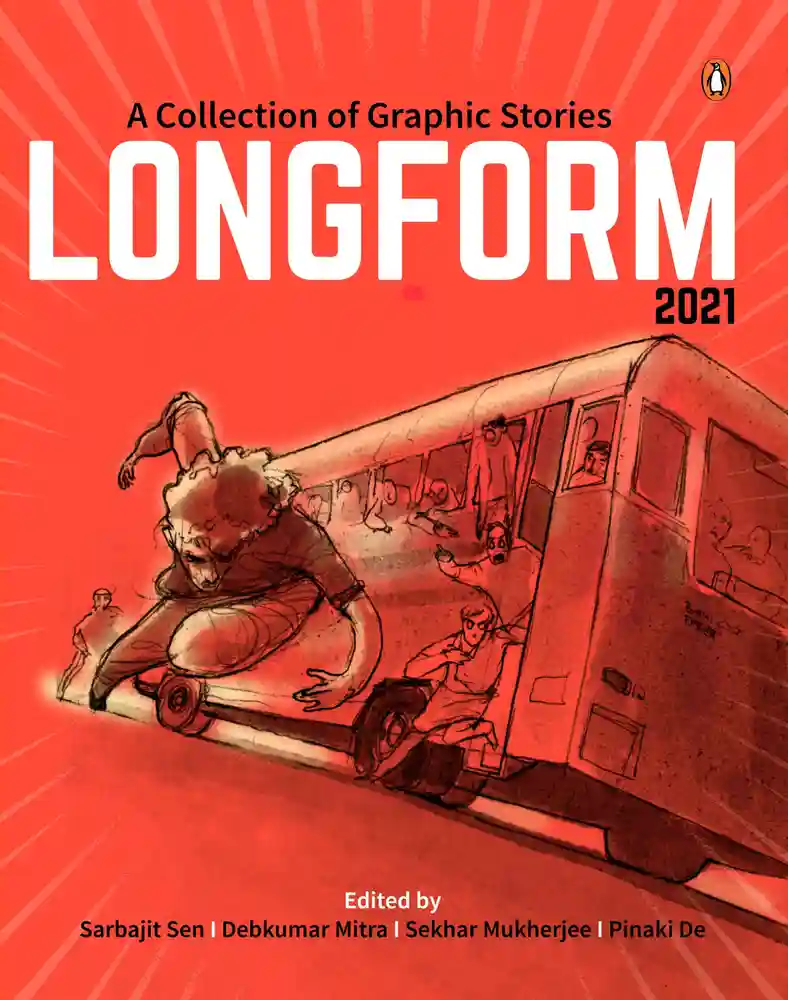 A Collection of Graphic Stories
LONGFORM
2021
Edited by
Sarbajit Sen | Debkumar Mitra | Sekhar Mukherjee | Pinaki De